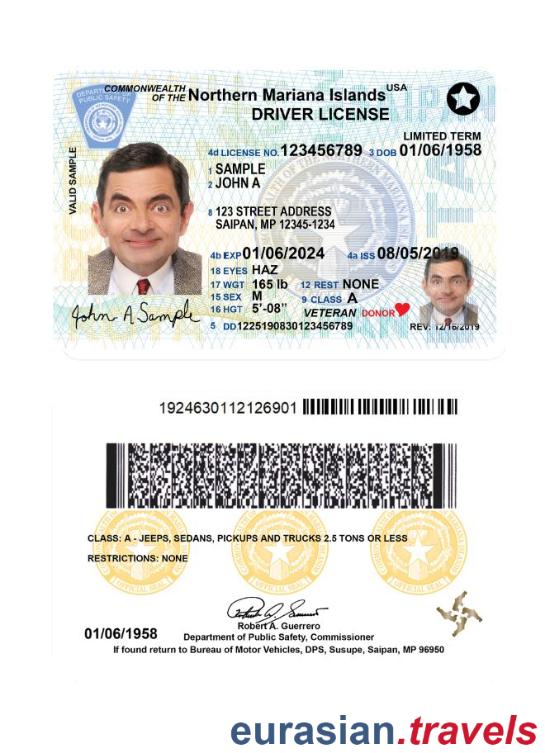 DEPARTMENT OF PUBLIC SAFETY
COMMONWEALTH OF THE Northern Mariana Islands USA
DRIVER LICENSE
LIMITED TERM
4d LICENSE NO. 123456789 3 DOB 01/06/1958
VALID SAMPLE
1 SAMPLE
2 JOHN A
8 123 STREET ADDRESS
SAIPAN, MP 12345-1234
4b EXP 01/06/2024 4a ISS 08/05/2019
18 EYES HAZ
17 WGT 165 lb 12 REST NONE
15 SEX M 9 CLASS A
16 HGT 5'-08" VETERAN DONOR
5 DD 12251908301234567​89 REV: 12/16/2019
John A Sample
1924630112126901
CLASS: A - JEEPS, SEDANS, PICKUPS AND TRUCKS 2.5 TONS OR LESS
RESTRICTIONS: NONE
OFFICIAL SEAL OFFICIAL SEAL OFFICIAL SEAL
Robert A. Guerrero
01/06/1958 Department of Public Safety, Commissioner
If found return to Bureau of Motor Vehicles, DPS, Susupe, Saipan, MP 96950
eurasian.travels